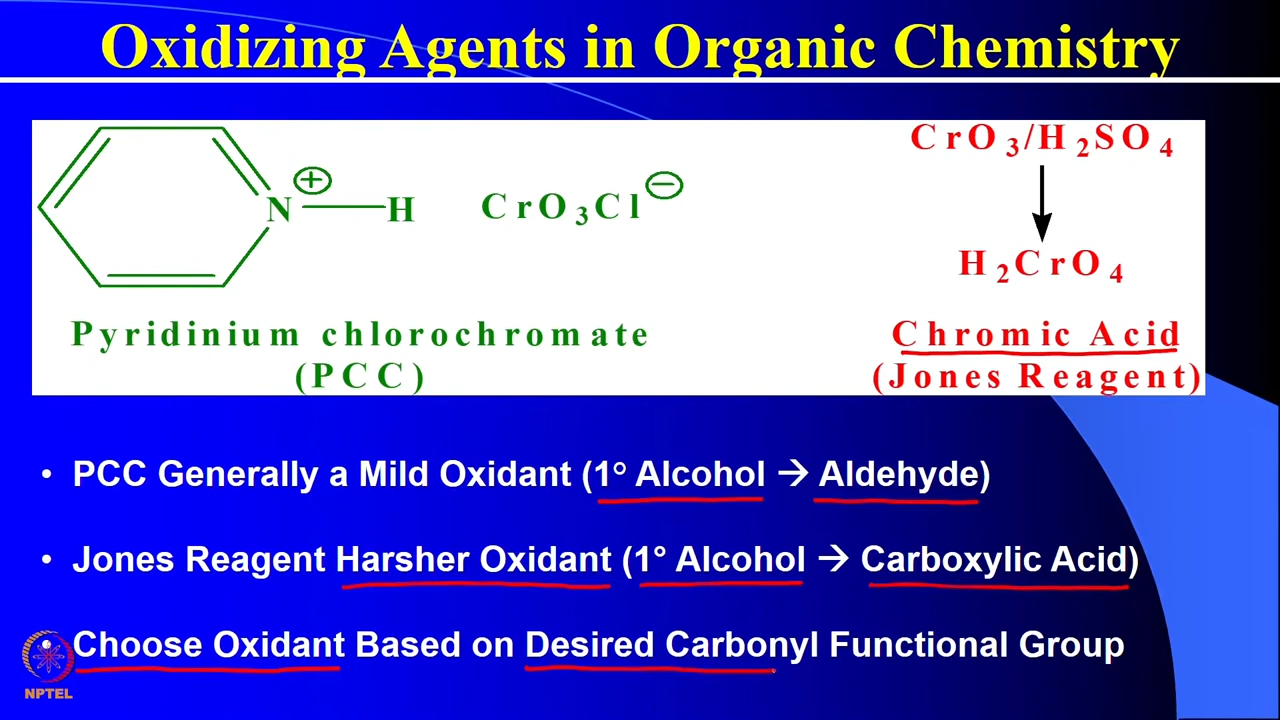 Oxidizing Agents in Organic Chemistry
N⊕—H CrO₃Cl⊖
CrO₃/H₂SO₄
H₂CrO₄
Pyridinium chlorochromate
(PCC)
Chromic Acid
(Jones Reagent)
• PCC Generally a Mild Oxidant (1° Alcohol → Aldehyde)
• Jones Reagent Harsher Oxidant (1° Alcohol → Carboxylic Acid)
Choose Oxidant Based on Desired Carbonyl Functional Group
NPTEL